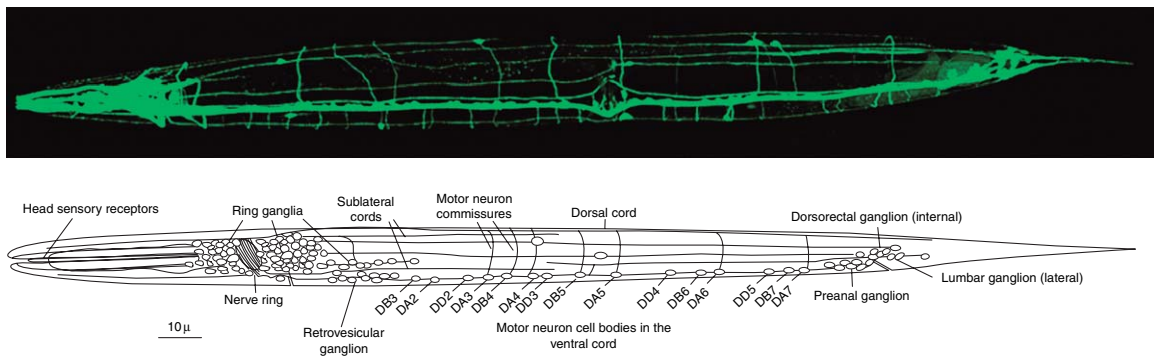 Head sensory receptors
Ring ganglia
Sublateral
cords
Motor neuron
commissures
Dorsal cord
Dorsorectal ganglion (internal)
Nerve ring
Retrovesicular
ganglion
DB3
DA2
DD2
DA3
DB4
DA4
DD3
DB5
DA5
DD4
DB6
DA6
DD5
DB7
DA7
Motor neuron cell bodies in the
ventral cord
Preanal ganglion
Lumbar ganglion (lateral)
10 μ